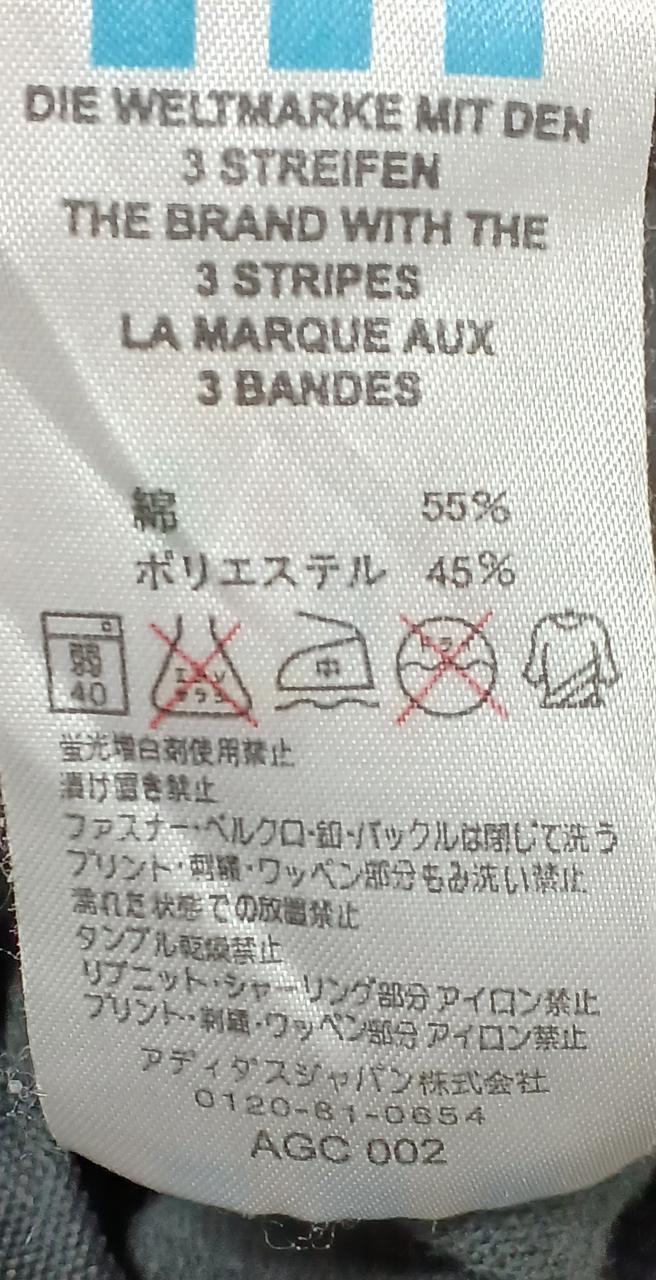 DIE WELTMARKE MIT DEN
3 STREIFEN
THE BRAND WITH THE
3 STRIPES
LA MARQUE AUX
3 BANDES
綿 55%
ポリエステル 45%
弱
40
エンソ
サラシ
中
蛍光増白剤使用禁止
漬け置き禁止
ファスナー・ベルクロ・釦・バックルは閉じて洗う
プリント・刺繍・ワッペン部分もみ洗い禁止
濡れた状態での放置禁止
タンブル乾燥禁止
リブニット・シャーリング部分アイロン禁止
プリント・刺繍・ワッペン部分アイロン禁止
アディダスジャパン株式会社
0120-81-0654
AGC 002